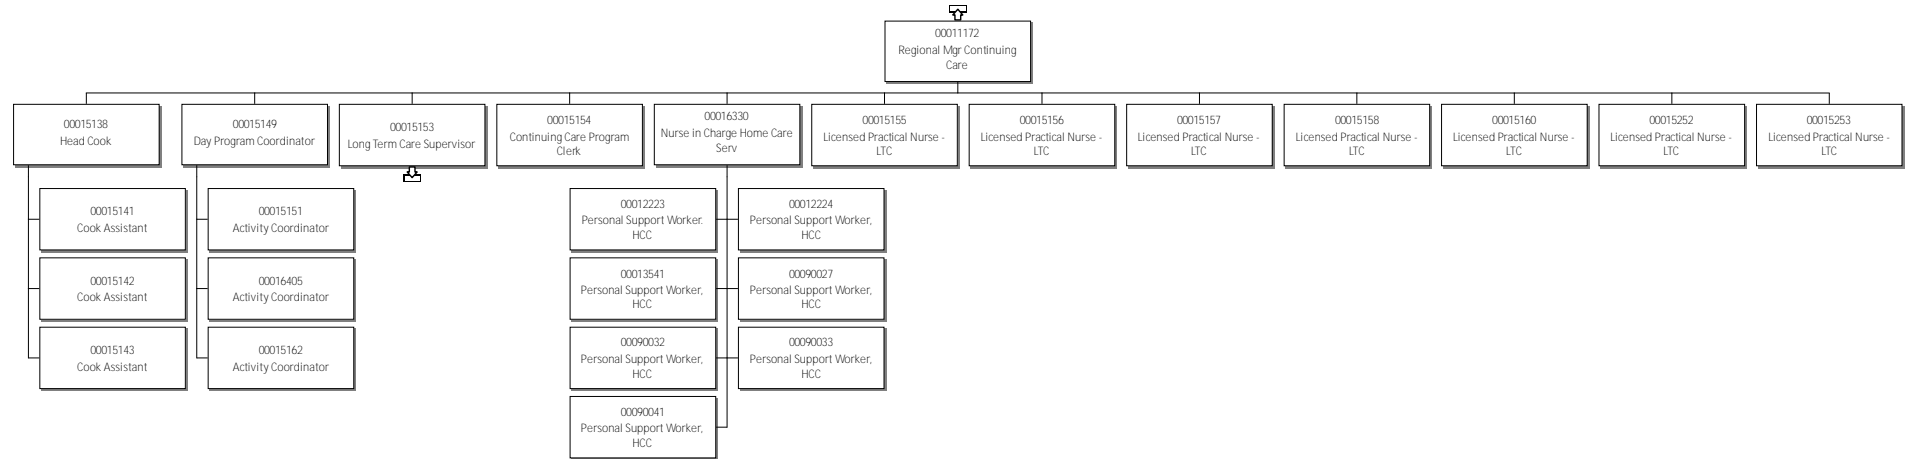 00011172
Regional Mgr Continuing
Care
00015138
Head Cook
00015149
Day Program Coordinator
00015153
Long Term Care Supervisor
00015154
Continuing Care Program
Clerk
00016330
Nurse in Charge Home Care
Serv
00015155
Licensed Practical Nurse -
LTC
00015156
Licensed Practical Nurse -
LTC
00015157
Licensed Practical Nurse -
LTC
00015158
Licensed Practical Nurse -
LTC
00015160
Licensed Practical Nurse -
LTC
00015252
Licensed Practical Nurse -
LTC
00015253
Licensed Practical Nurse -
LTC
00015141
Cook Assistant
00015142
Cook Assistant
00015143
Cook Assistant
00015151
Activity Coordinator
00016405
Activity Coordinator
00015162
Activity Coordinator
00012223
Personal Support Worker.
HCC
00012224
Personal Support Worker,
HCC
00013541
Personal Support Worker,
HCC
00090027
Personal Support Worker,
HCC
00090032
Personal Support Worker,
HCC
00090033
Personal Support Worker,
HCC
00090041
Personal Support Worker,
HCC